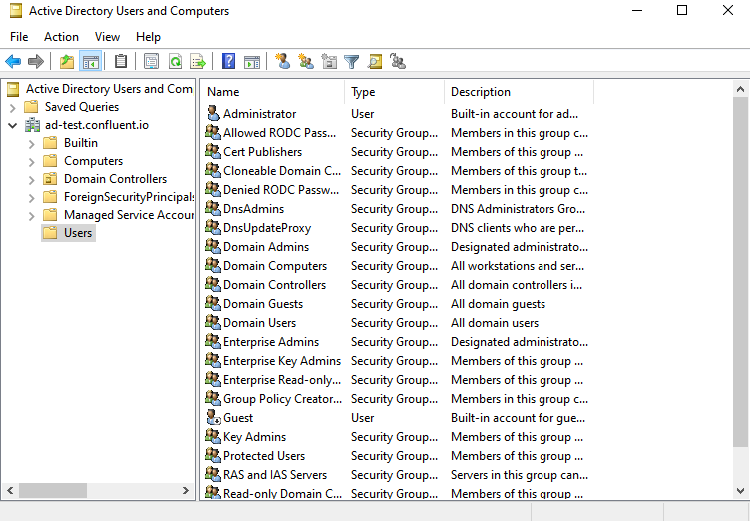 Active Directory Users and Computers
File Action View Help
Active Directory Users and Com
Saved Queries
ad-test.confluent.io
Builtin
Computers
Domain Controllers
ForeignSecurityPrincipals
Managed Service Accour
Users
Name Type Description
Administrator User Built-in account for ad...
Allowed RODC Pass... Security Group... Members in this group c...
Cert Publishers Security Group... Members of this group ...
Cloneable Domain C... Security Group... Members of this group t...
Denied RODC Passw... Security Group... Members in this group c...
DnsAdmins Security Group... DNS Administrators Gro...
DnsUpdateProxy Security Group... DNS clients who are per...
Domain Admins Security Group... Designated administrato...
Domain Computers Security Group... All workstations and ser...
Domain Controllers Security Group... All domain controllers i...
Domain Guests Security Group... All domain guests
Domain Users Security Group... All domain users
Enterprise Admins Security Group... Designated administrato...
Enterprise Key Admins Security Group... Members of this group ...
Enterprise Read-only... Security Group... Members of this group ...
Group Policy Creator... Security Group... Members in this group c...
Guest User Built-in account for gue...
Key Admins Security Group... Members of this group ...
Protected Users Security Group... Members of this group ...
RAS and IAS Servers Security Group... Servers in this group can...
Read-only Domain C... Security Group... Members of this group ...